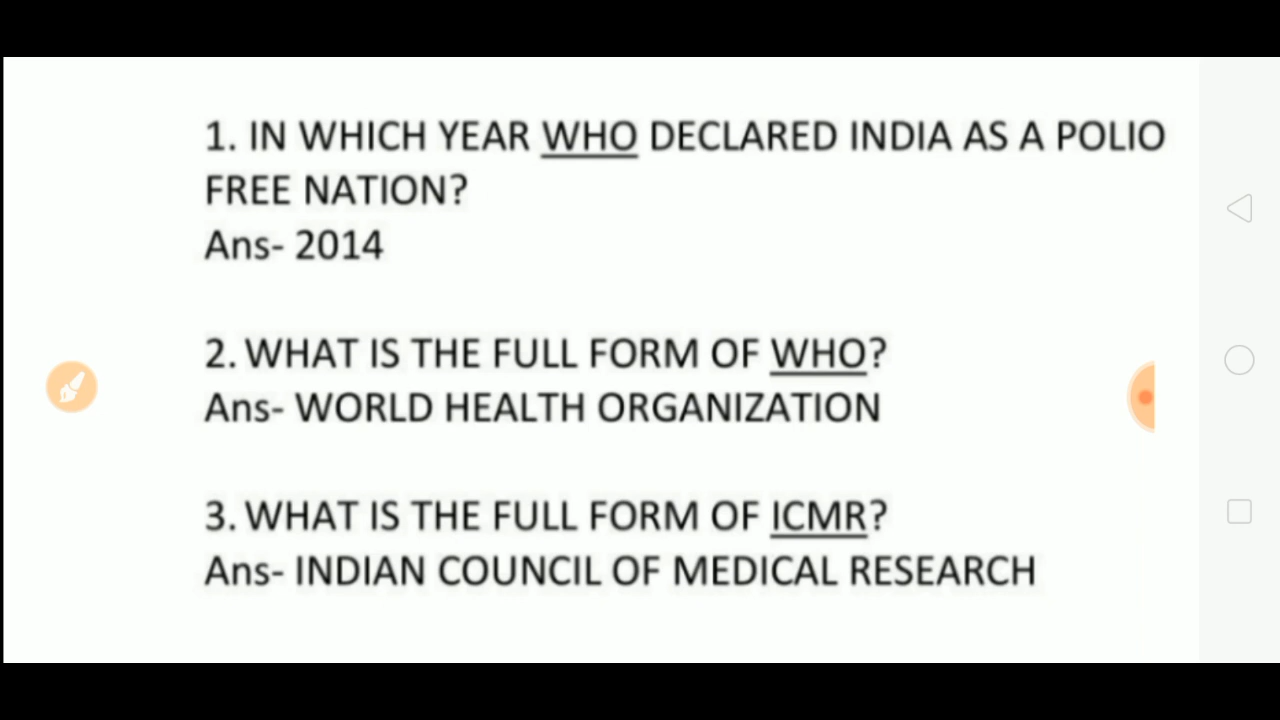 1. IN WHICH YEAR WHO DECLARED INDIA AS A POLIO
FREE NATION?
Ans- 2014
2. WHAT IS THE FULL FORM OF WHO?
Ans- WORLD HEALTH ORGANIZATION
3. WHAT IS THE FULL FORM OF ICMR?
Ans- INDIAN COUNCIL OF MEDICAL RESEARCH